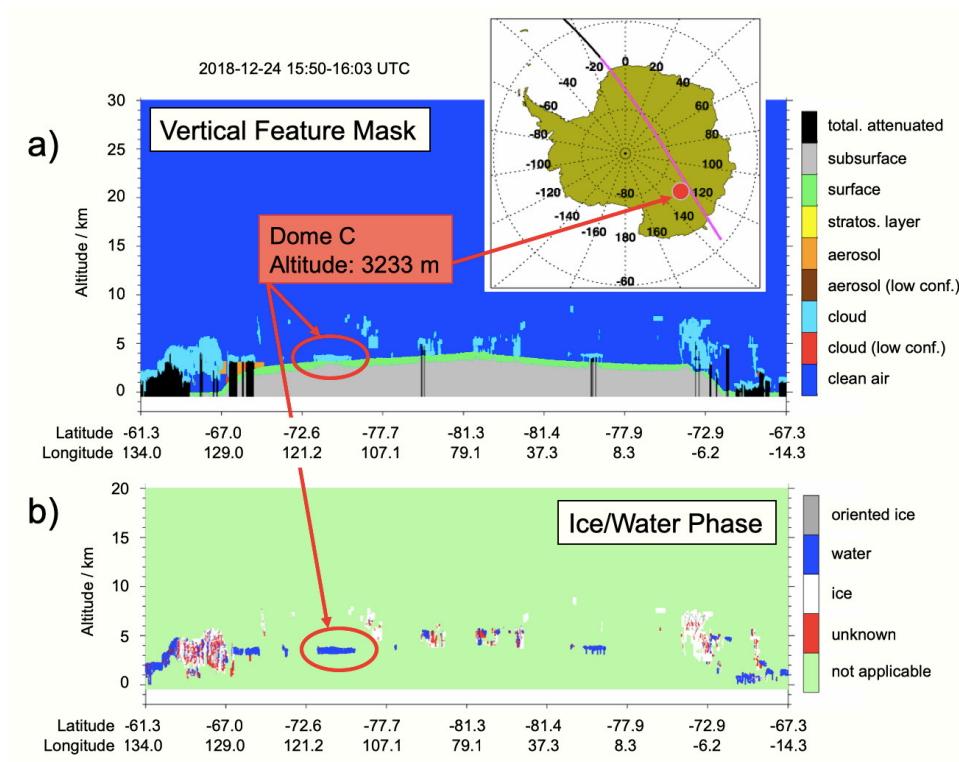 2018-12-24 15:50-16:03 UTC
a)
Vertical Feature Mask
30
25
20
15
10
5
0
Altitude / km
Dome C
Altitude: 3233 m
-20 0 20
-40 40
-60 60
-80 80
-100 100
-120 -80 120
-140 140
-160 180 160
-60
total. attenuated
subsurface
surface
stratos. layer
aerosol
aerosol (low conf.)
cloud
cloud (low conf.)
clean air
Latitude -61.3 -67.0 -72.6 -77.7 -81.3 -81.4 -77.9 -72.9 -67.3
Longitude 134.0 129.0 121.2 107.1 79.1 37.3 8.3 -6.2 -14.3
b)
Ice/Water Phase
20
15
10
5
0
Altitude / km
oriented ice
water
ice
unknown
not applicable
Latitude -61.3 -67.0 -72.6 -77.7 -81.3 -81.4 -77.9 -72.9 -67.3
Longitude 134.0 129.0 121.2 107.1 79.1 37.3 8.3 -6.2 -14.3